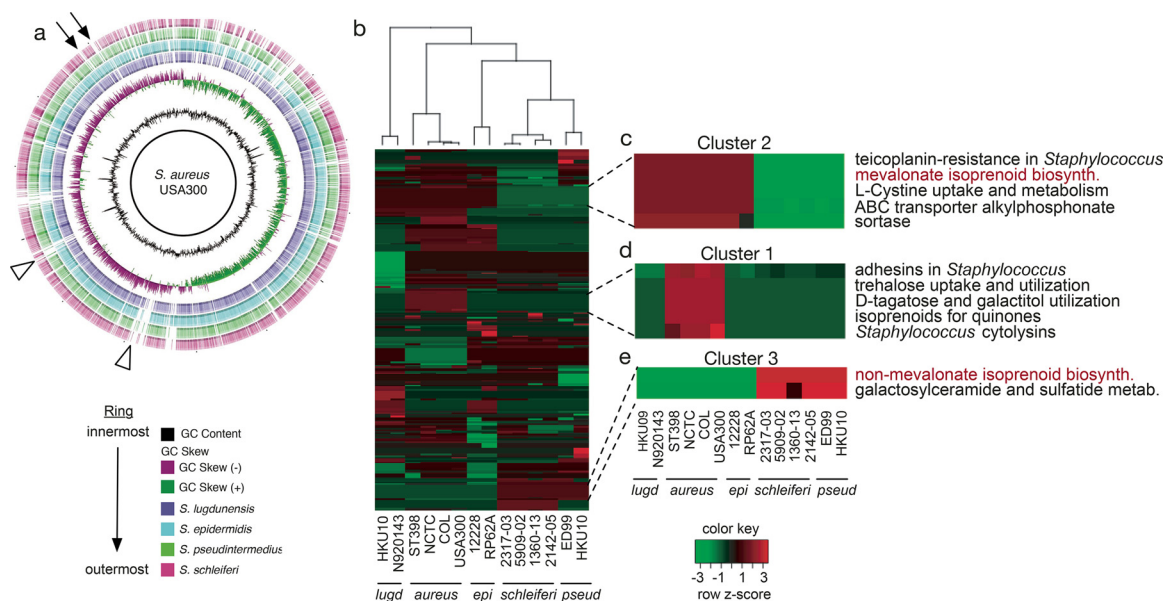 a
S. aureus
USA300
Ring
innermost
outermost
GC Content
GC Skew
GC Skew (-)
GC Skew (+)
S. lugdunensis
S. epidermidis
S. pseudintermedius
S. schleiferi
b
HKU10
N920143
ST398
NCTC
COL
USA300
12228
RP62A
2317-03
5909-02
1360-13
2142-05
ED99
HKU10
lugd
aureus
epi
schleiferi
pseud
c
Cluster 2
teicoplanin-resistance in Staphylococcus
mevalonate isoprenoid biosynth.
L-Cystine uptake and metabolism
ABC transporter alkylphosphonate
sortase
d
Cluster 1
adhesins in Staphylococcus
trehalose uptake and utilization
D-tagatose and galactitol utilization
isoprenoids for quinones
Staphylococcus cytolysins
e
Cluster 3
non-mevalonate isoprenoid biosynth.
galactosylceramide and sulfatide metab.
HKU09
N920143
ST398
NCTC
COL
USA300
12228
RP62A
2317-03
5909-02
1360-13
2142-05
ED99
HKU10
lugd
aureus
epi
schleiferi
pseud
color key
-3 -1 1 3
row z-score